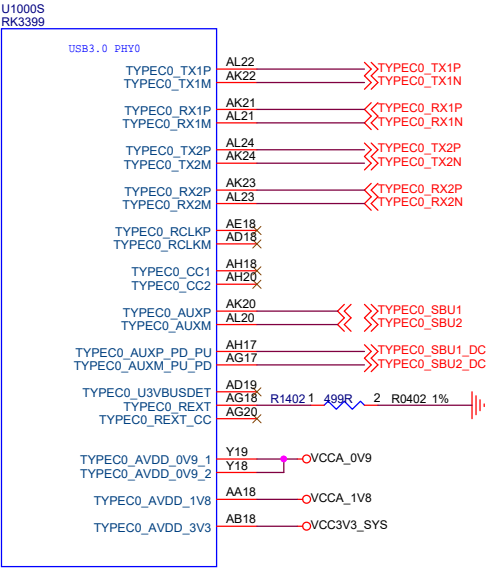 U1000S
RK3399
USB3.0 PHY0
TYPEC0_TX1P AL22 TYPEC0_TX1P
TYPEC0_TX1M AK22 TYPEC0_TX1N
TYPEC0_RX1P AK21 TYPEC0_RX1P
TYPEC0_RX1M AL21 TYPEC0_RX1N
TYPEC0_TX2P AL24 TYPEC0_TX2P
TYPEC0_TX2M AK24 TYPEC0_TX2N
TYPEC0_RX2P AK23 TYPEC0_RX2P
TYPEC0_RX2M AL23 TYPEC0_RX2N
TYPEC0_RCLKP AE18
TYPEC0_RCLKM AD18
TYPEC0_CC1 AH18
TYPEC0_CC2 AH20
TYPEC0_AUXP AK20 TYPEC0_SBU1
TYPEC0_AUXM AL20 TYPEC0_SBU2
TYPEC0_AUXP_PD_PU AH17 TYPEC0_SBU1_DC
TYPEC0_AUXM_PU_PD AG17 TYPEC0_SBU2_DC
TYPEC0_U3VBUSDET AD19
TYPEC0_REXT AG18 R1402 1 499R 2 R0402 1%
TYPEC0_REXT_CC AG20
TYPEC0_AVDD_0V9_1 Y19 VCCA_0V9
TYPEC0_AVDD_0V9_2 Y18
TYPEC0_AVDD_1V8 AA18 VCCA_1V8
TYPEC0_AVDD_3V3 AB18 VCC3V3_SYS